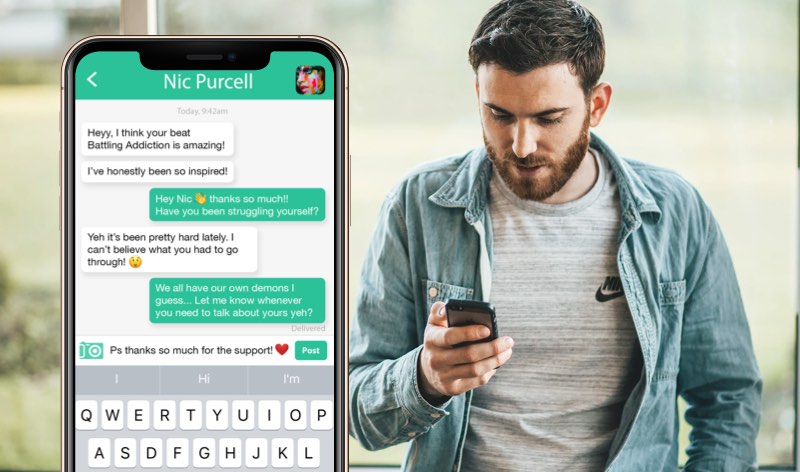 Nic Purcell
Today, 9:42am
Heyy, I think your beat
Battling Addiction is amazing!
I've honestly been so inspired!
Hey Nic 👋 thanks so much!!
Have you been struggling yourself?
Yeh it's been pretty hard lately. I
can't believe what you had to go
through! 😲
We all have our own demons I
guess... Let me know whenever
you need to talk about yours yeh?
Delivered
Ps thanks so much for the support! ❤️ Post
I Hi I'm
Q W E R T Y U I O P
A S D F G H J K L
NIKE